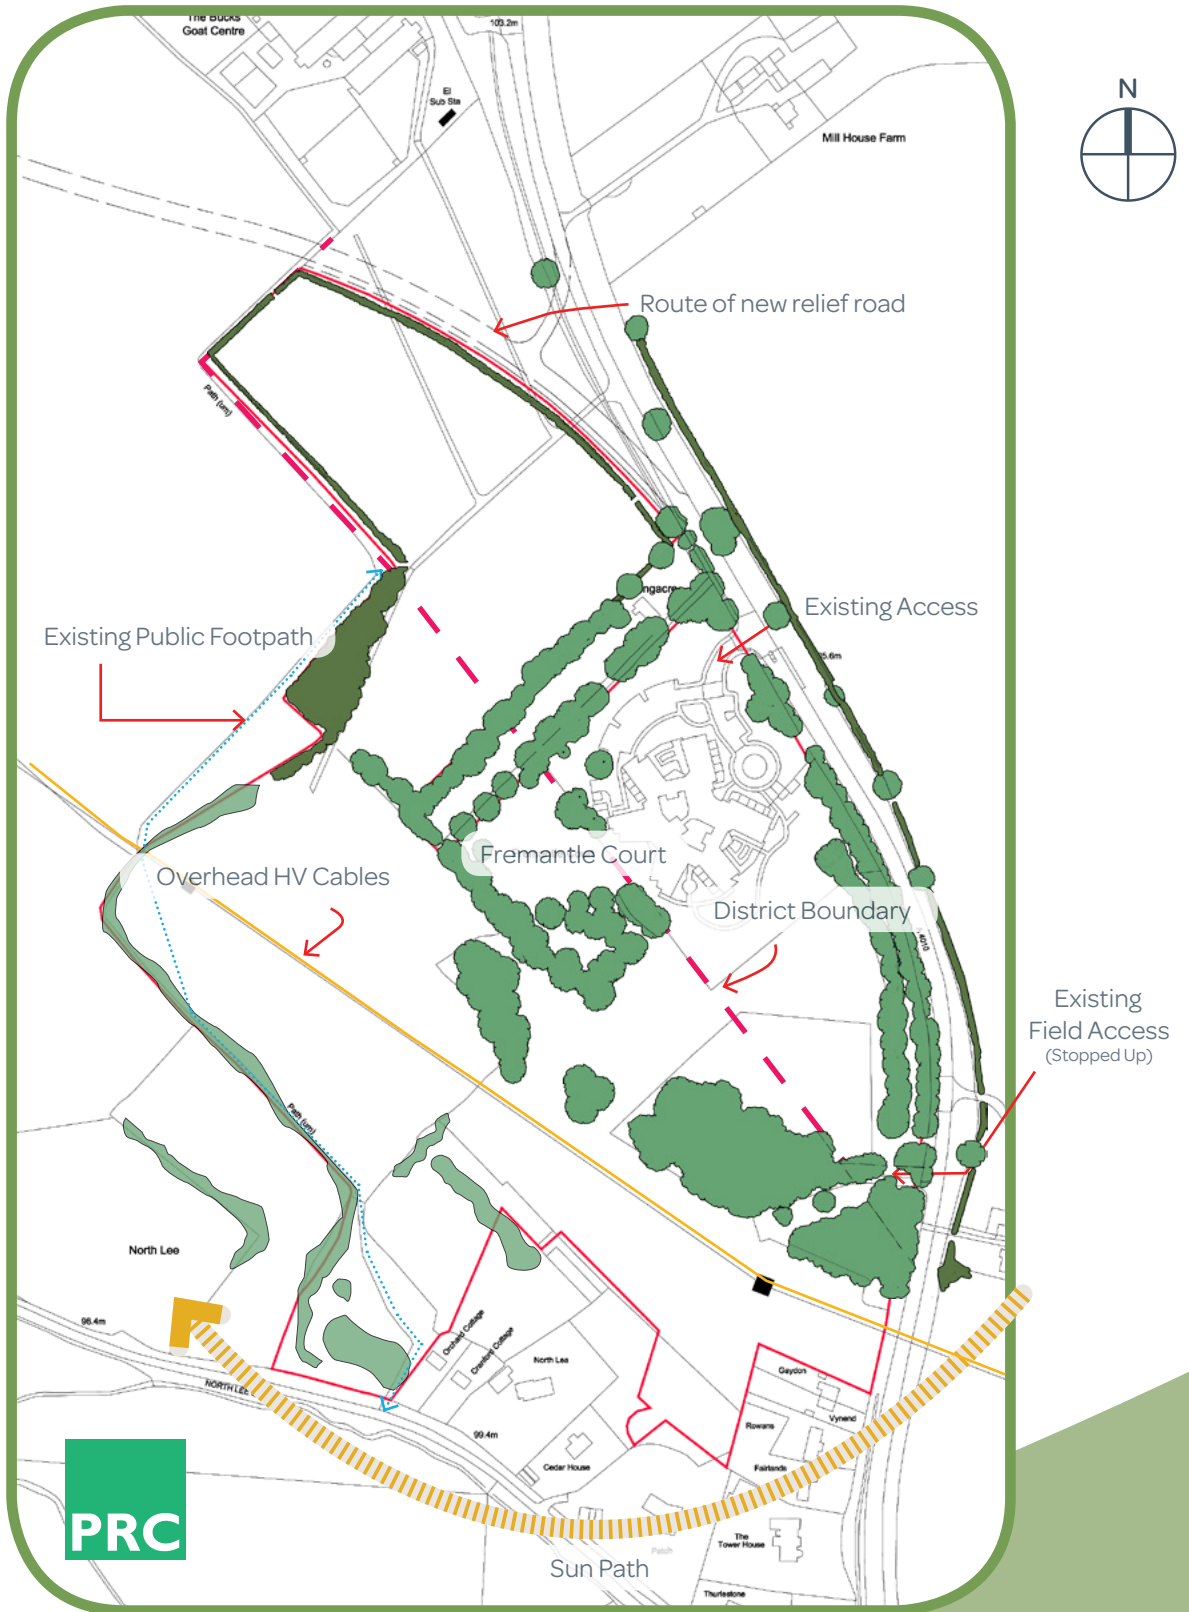 The Bucks
Goat Centre
103.2m
El
Sub Sta
N
Mill House Farm
Route of new relief road
Path (um)
Existing Access
Existing Public Footpath
95.6m
Fremantle Court
Overhead HV Cables
District Boundary
Existing
Field Access
(Stopped Up)
Path (um)
North Lee
98.4m
Orchard Cottage
Cranford Cottage
North Lea
Gaydon
NORTH LEE
Vynend
Rowans
99.4m
Cedar House
Fairlands
PRC
The
Tower House
Sun Path
Thurlestone